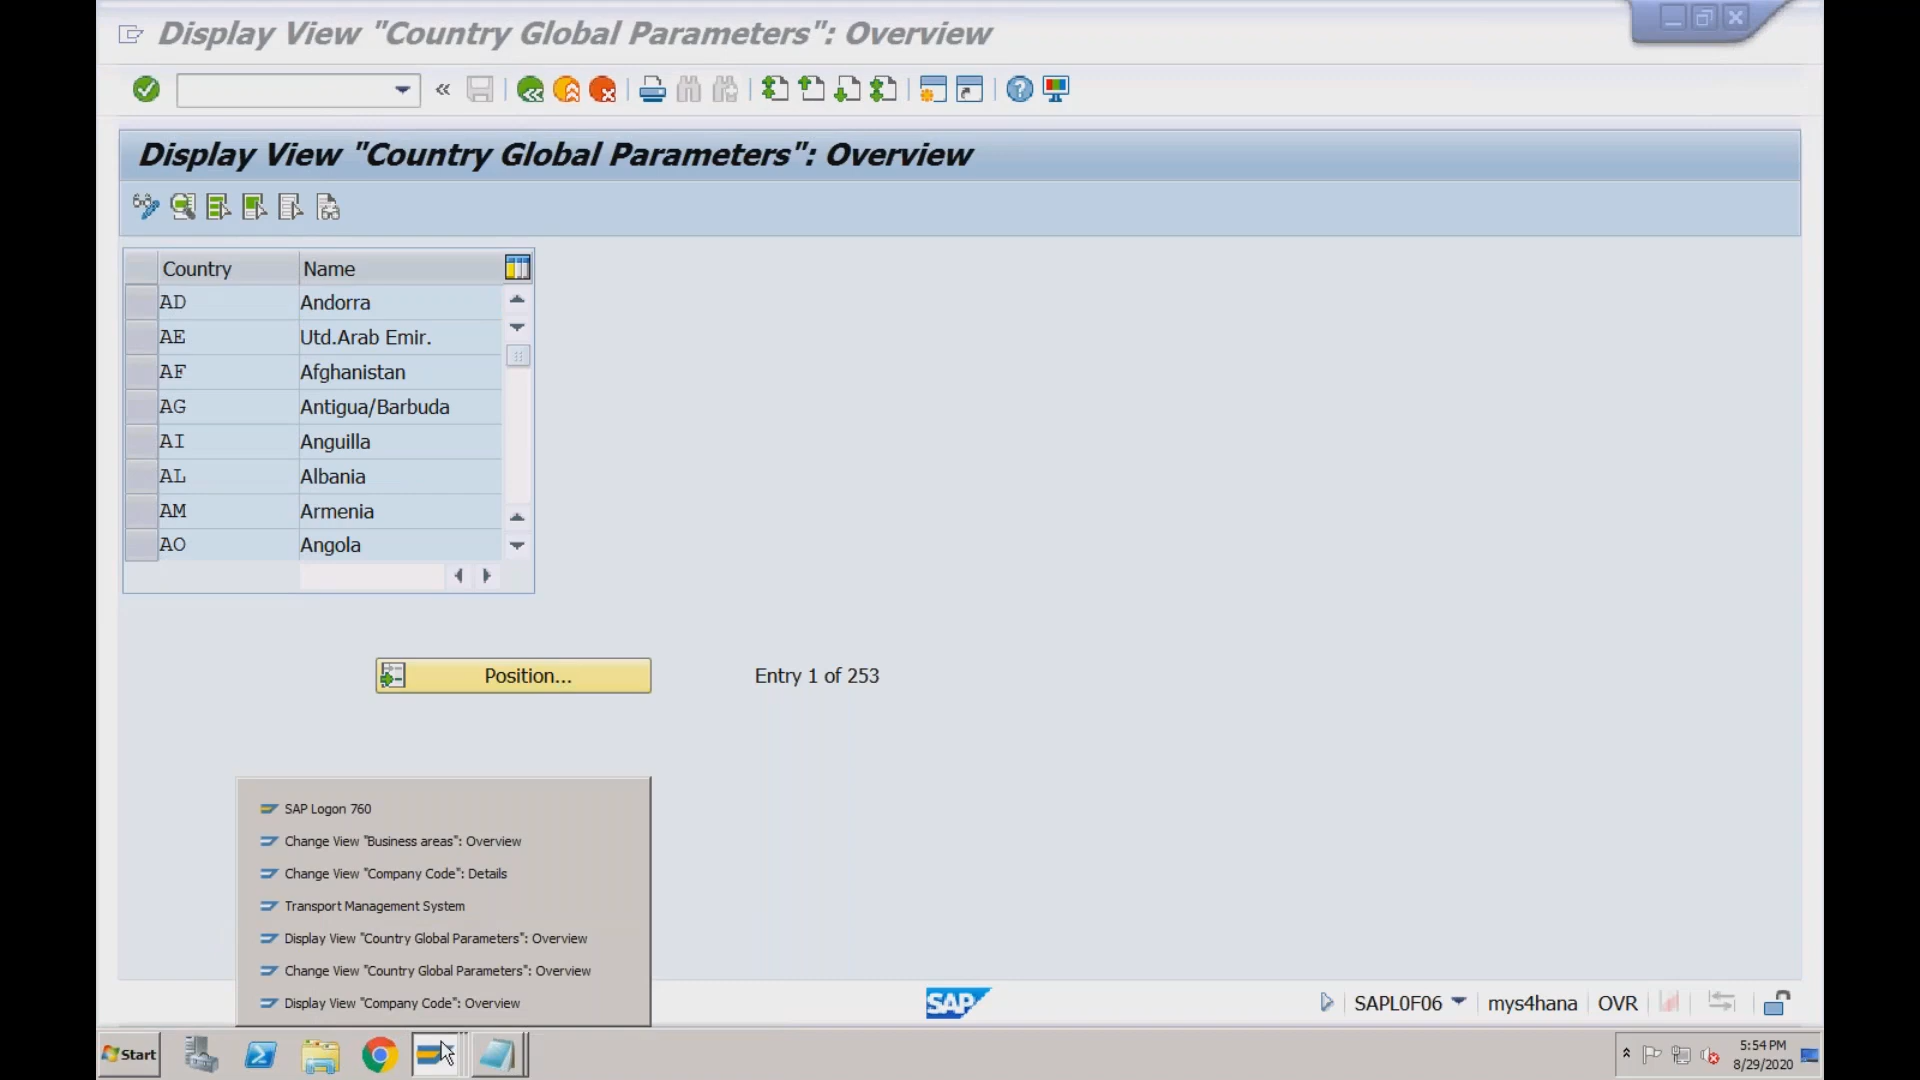 Display View "Country Global Parameters": Overview
Display View "Country Global Parameters": Overview
Country Name
AD Andorra
AE Utd.Arab Emir.
AF Afghanistan
AG Antigua/Barbuda
AI Anguilla
AL Albania
AM Armenia
AO Angola
Position... Entry 1 of 253
SAP Logon 760
Change View "Business areas": Overview
Change View "Company Code": Details
Transport Management System
Display View "Country Global Parameters": Overview
Change View "Country Global Parameters": Overview
Display View "Company Code": Overview
SAP SAPL0F06 mys4hana OVR
Start 5:54 PM
8/29/2020